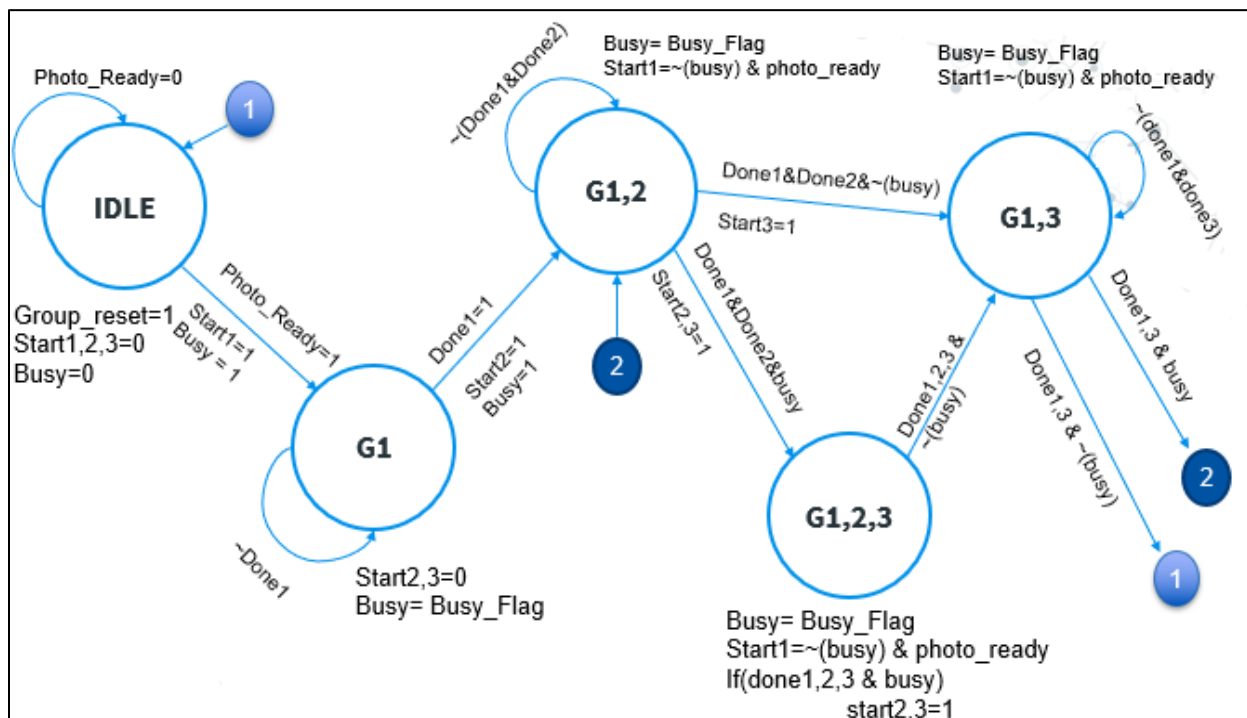 Photo_Ready=0
1
IDLE
Group_reset=1
Start1,2,3=0
Busy=0
Photo_Ready=1
Start1=1
Busy = 1
G1
~Done1
Start2,3=0
Busy= Busy_Flag
Done1=1
Start2=1
Busy=1
~(Done1&Done2)
Busy= Busy_Flag
Start1=~(busy) & photo_ready
G1,2
2
Done1&Done2&~(busy)
Start3=1
Done1&Done2&busy
Start2,3=1
Busy= Busy_Flag
Start1=~(busy) & photo_ready
~(done1&done3)
G1,3
Done1,2,3 &
~(busy)
G1,2,3
Busy= Busy_Flag
Start1=~(busy) & photo_ready
If(done1,2,3 & busy)
start2,3=1
Done1,3 & busy
2
Done1,3 & ~(busy)
1